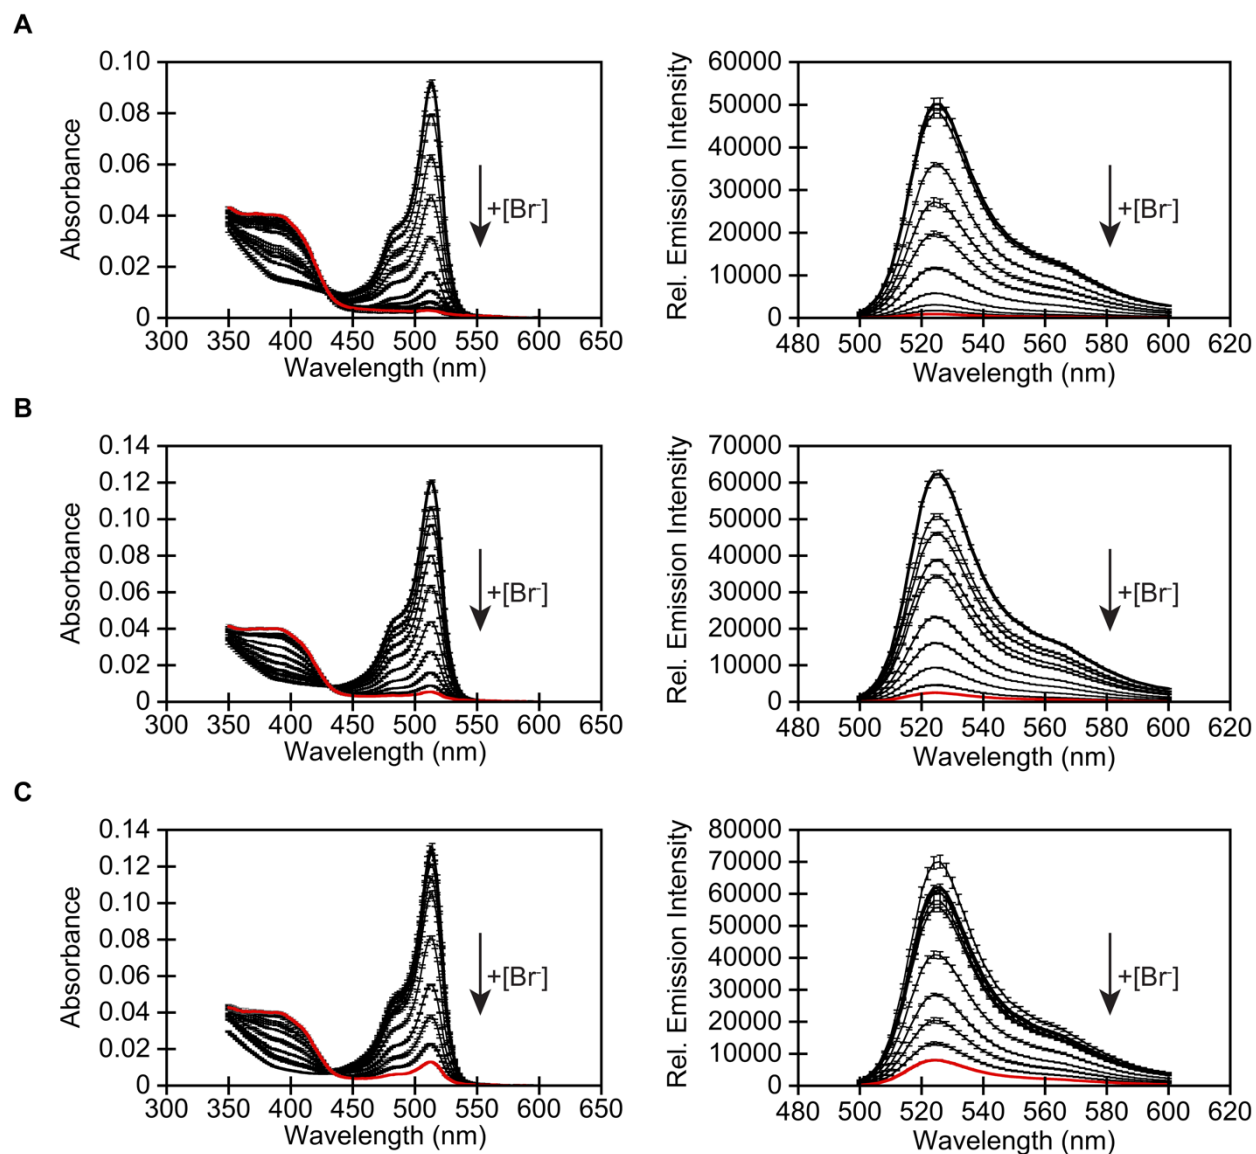 A
Absorbance
0.10
0.08
0.06
0.04
0.02
0
300 350 400 450 500 550 600 650
Wavelength (nm)
+[Br-]
Rel. Emission Intensity
60000
50000
40000
30000
20000
10000
0
480 500 520 540 560 580 600 620
Wavelength (nm)
+[Br-]
B
Absorbance
0.14
0.12
0.10
0.08
0.06
0.04
0.02
0
300 350 400 450 500 550 600 650
Wavelength (nm)
+[Br-]
Rel. Emission Intensity
70000
60000
50000
40000
30000
20000
10000
0
480 500 520 540 560 580 600 620
Wavelength (nm)
+[Br-]
C
Absorbance
0.14
0.12
0.10
0.08
0.06
0.04
0.02
0
300 350 400 450 500 550 600 650
Wavelength (nm)
+[Br-]
Rel. Emission Intensity
80000
70000
60000
50000
40000
30000
20000
10000
0
480 500 520 540 560 580 600 620
Wavelength (nm)
+[Br-]